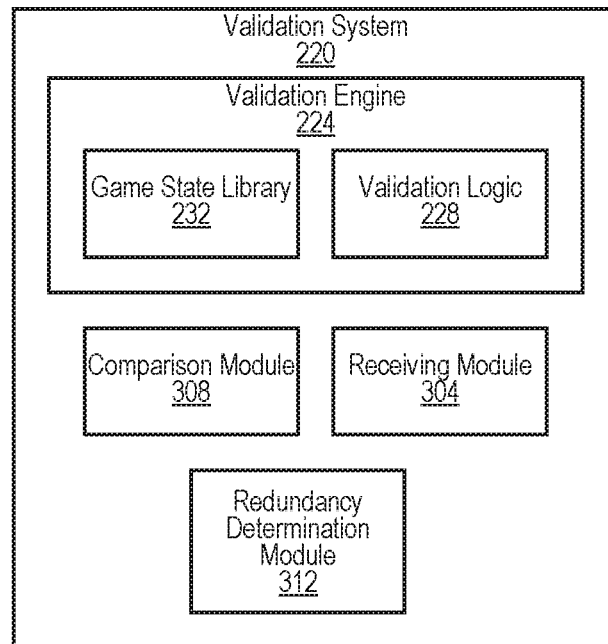 Validation System
220
Validation Engine
224
Game State Library
232
Validation Logic
228
Comparison Module
308
Receiving Module
304
Redundancy
Determination
Module
312